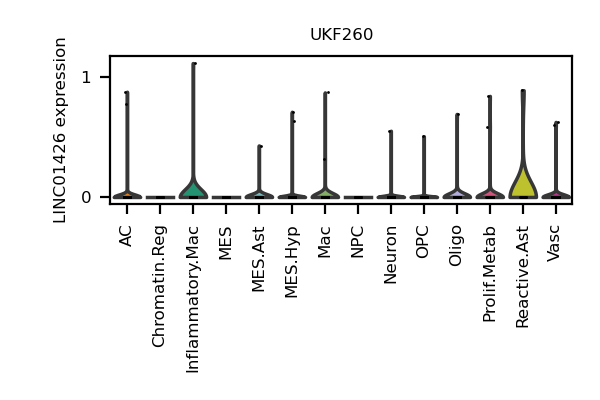 UKF260
LINC01426 expression
1
0
AC
Chromatin.Reg
Inflammatory.Mac
MES
MES.Ast
MES.Hyp
Mac
NPC
Neuron
OPC
Oligo
Prolif.Metab
Reactive.Ast
Vasc